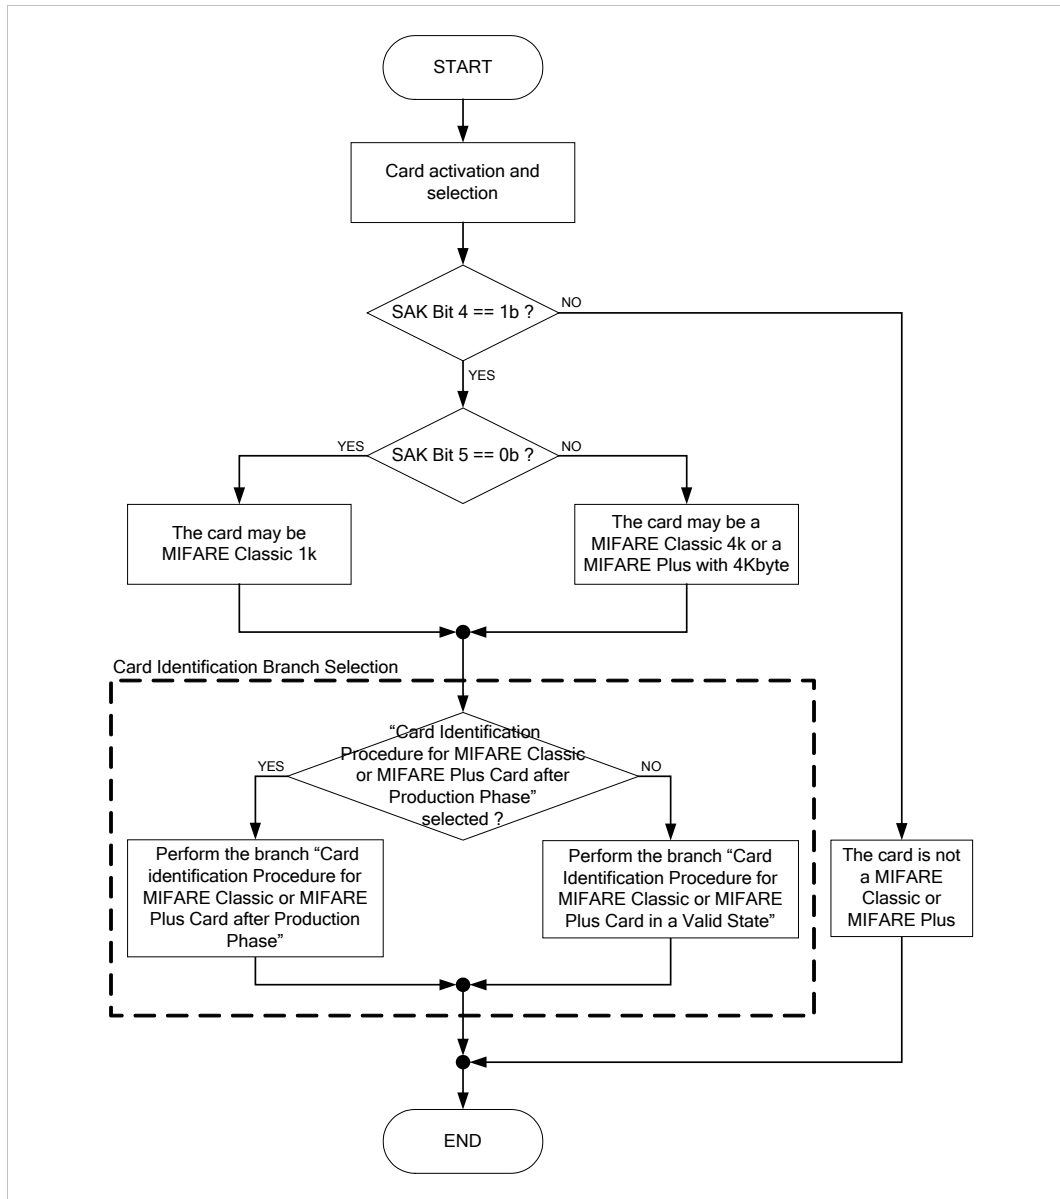 START
Card activation and
selection
SAK Bit 4 == 1b ?
NO
YES
SAK Bit 5 == 0b ?
YES
NO
The card may be
MIFARE Classic 1k
The card may be a
MIFARE Classic 4k or a
MIFARE Plus with 4Kbyte
Card Identification Branch Selection
“Card Identification
Procedure for MIFARE Classic
or MIFARE Plus Card after
Production Phase”
selected ?
YES
NO
Perform the branch “Card
identification Procedure for
MIFARE Classic or MIFARE
Plus Card after Production
Phase”
Perform the branch “Card
Identification Procedure for
MIFARE Classic or MIFARE
Plus Card in a Valid State”
The card is not
a MIFARE
Classic or
MIFARE Plus
END